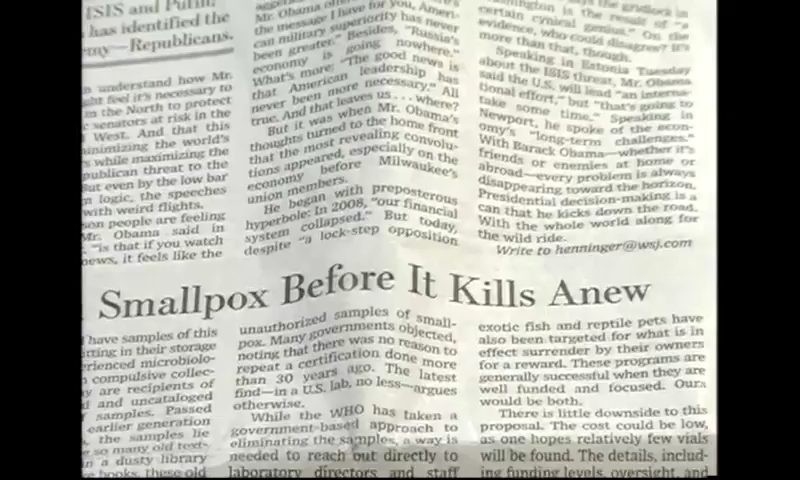 ISIS and Putin.
has identified the
my—Republicans.
n understand how Mr.
ght feel it's necessary to
m the North to protect
c senators at risk in the
West. And that this
inimizing the world's
s while maximizing the
publican threat to the
But even by the low bar
n logic, the speeches
with weird flights.
son people are feeling
Mr. Obama said in
"is that if you watch
news, it feels like the
Mr. Obama
the message I have for you, Ameri-
can military superiority has never
been greater." Besides, "Russia's
economy is going nowhere."
What's more: "The good news is
that American leadership has
never been more necessary." All
true. And that leaves us . . . where?
But it was when Mr. Obama's
thoughts turned to the home front
that the most revealing convolu-
tions appeared, especially on the
economy before Milwaukee's
union members.
He began with preposterous
hyperbole: In 2008, "our financial
system collapsed." But today,
despite "a lock-step opposition
the gridlock in
ington is the result of "a
certain cynical genius." On the
evidence, who could disagree? It's
more than that, though.
Speaking in Estonia Tuesday
about the ISIS threat, Mr. Obama
said the U.S. will lead "an interna-
tional effort," but "that's going to
take some time." Speaking in
Newport, he spoke of the econ-
omy's "long-term challenges."
With Barack Obama—whether it's
friends or enemies at home or
abroad—every problem is always
disappearing toward the horizon.
Presidential decision-making is a
can that he kicks down the road.
With the whole world along for
the wild ride.
Write to henninger@wsj.com
Smallpox Before It Kills Anew
have samples of this
tting in their storage
rienced microbiolo-
n compulsive collec-
y are recipients of
d and uncataloged
samples. Passed
earlier generation
, the samples lie
so many old text-
n a dusty library
e books, these old
unauthorized samples of small-
pox. Many governments objected,
noting that there was no reason to
repeat a certification done more
than 30 years ago. The latest
find—in a U.S. lab, no less—argues
otherwise.
While the WHO has taken a
government-based approach to
eliminating the samples, a way is
needed to reach out directly to
laboratory directors and staff
exotic fish and reptile pets have
also been targeted for what is in
effect surrender by their owners
for a reward. These programs are
generally successful when they are
well funded and focused. Ours
would be both.
There is little downside to this
proposal. The cost could be low,
as one hopes relatively few vials
will be found. The details, includ-
ing funding levels, oversight, and